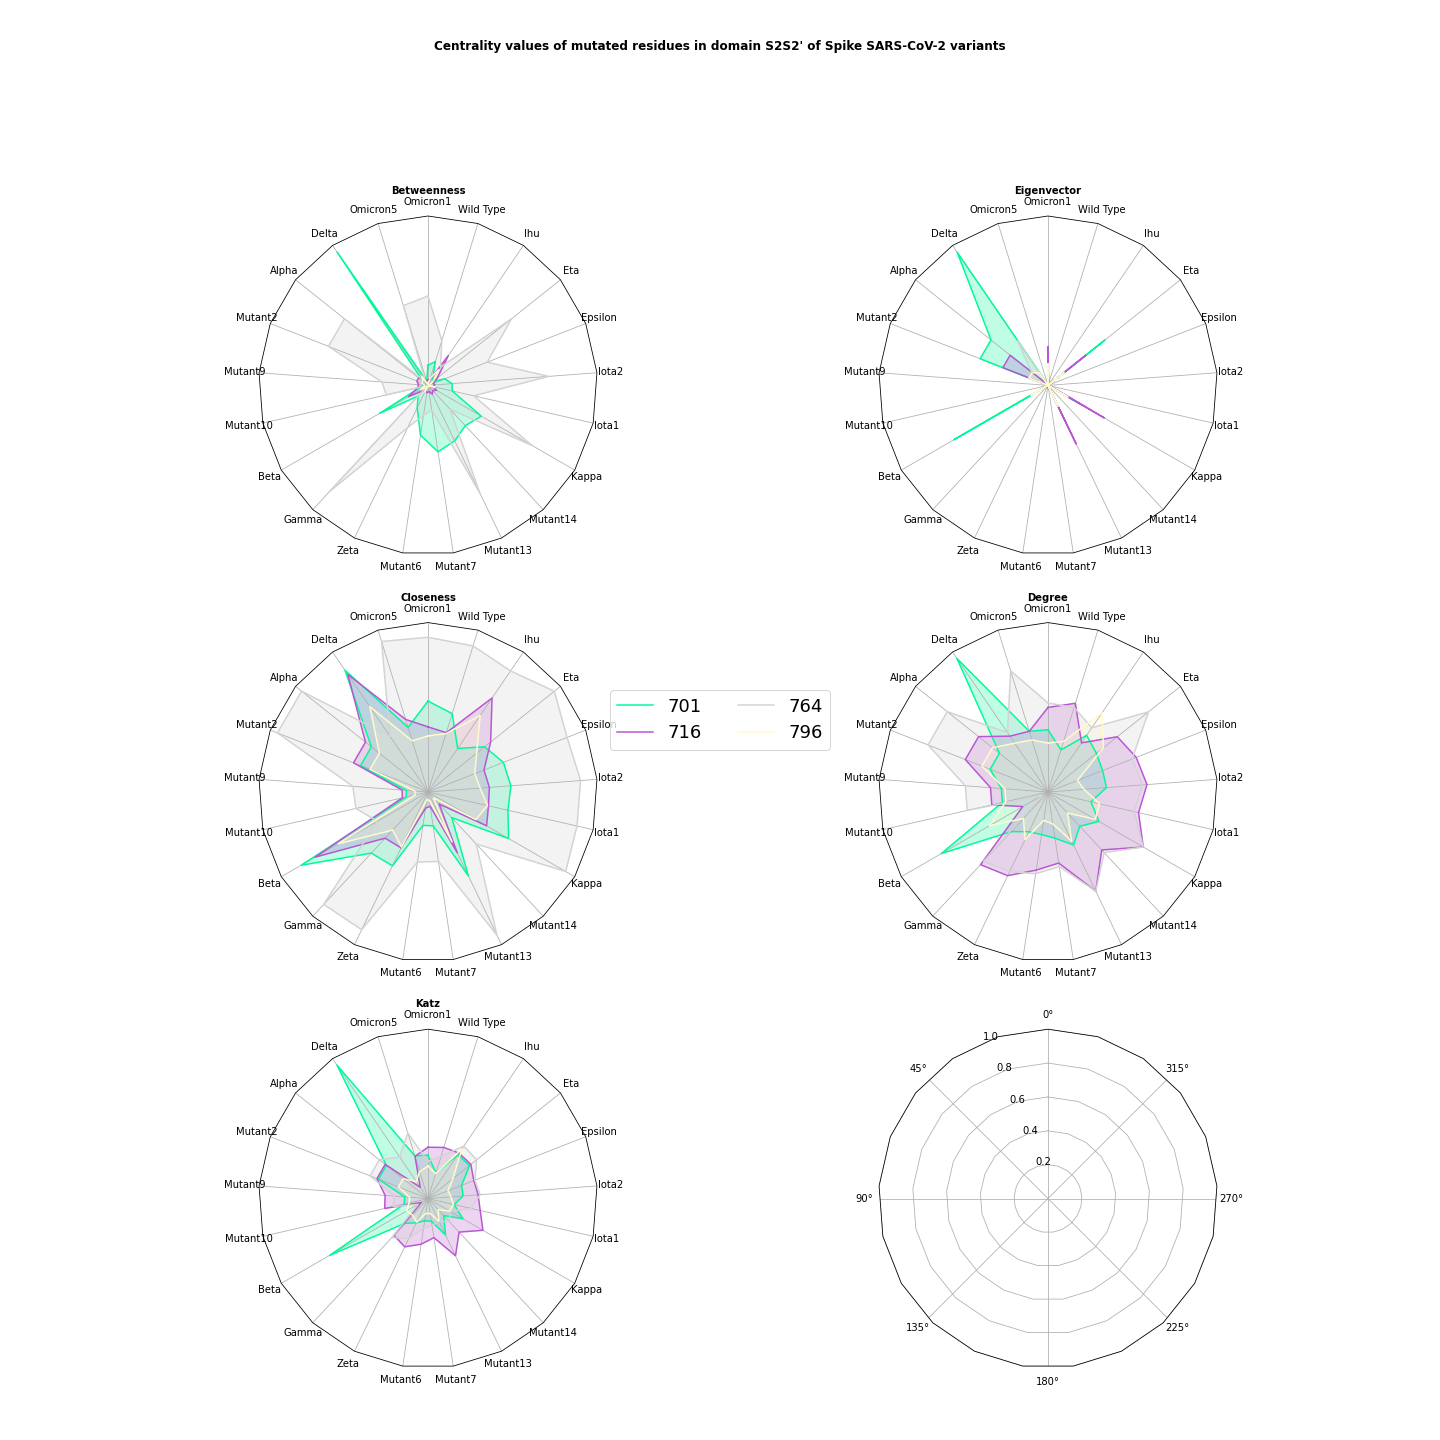 Centrality values of mutated residues in domain S2S2' of Spike SARS-CoV-2 variants
Betweenness
Omicron1
Omicron5
Wild Type
Delta
Ihu
Alpha
Eta
Mutant2
Epsilon
Mutant9
Iota2
Mutant10
Iota1
Beta
Kappa
Gamma
Mutant14
Zeta
Mutant13
Mutant6
Mutant7
Eigenvector
Omicron1
Omicron5
Wild Type
Delta
Ihu
Alpha
Eta
Mutant2
Epsilon
Mutant9
Iota2
Mutant10
Iota1
Beta
Kappa
Gamma
Mutant14
Zeta
Mutant13
Mutant6
Mutant7
Closeness
Omicron1
Omicron5
Wild Type
Delta
Ihu
Alpha
Eta
Mutant2
Epsilon
Mutant9
Iota2
Mutant10
Iota1
Beta
Kappa
Gamma
Mutant14
Zeta
Mutant13
Mutant6
Mutant7
701
764
716
796
Degree
Omicron1
Omicron5
Wild Type
Delta
Ihu
Alpha
Eta
Mutant2
Epsilon
Mutant9
Iota2
Mutant10
Iota1
Beta
Kappa
Gamma
Mutant14
Zeta
Mutant13
Mutant6
Mutant7
Katz
Omicron1
Omicron5
Wild Type
Delta
Ihu
Alpha
Eta
Mutant2
Epsilon
Mutant9
Iota2
Mutant10
Iota1
Beta
Kappa
Gamma
Mutant14
Zeta
Mutant13
Mutant6
Mutant7
0°
1.0
45°
0.8
315°
0.6
0.4
0.2
90°
270°
135°
225°
180°